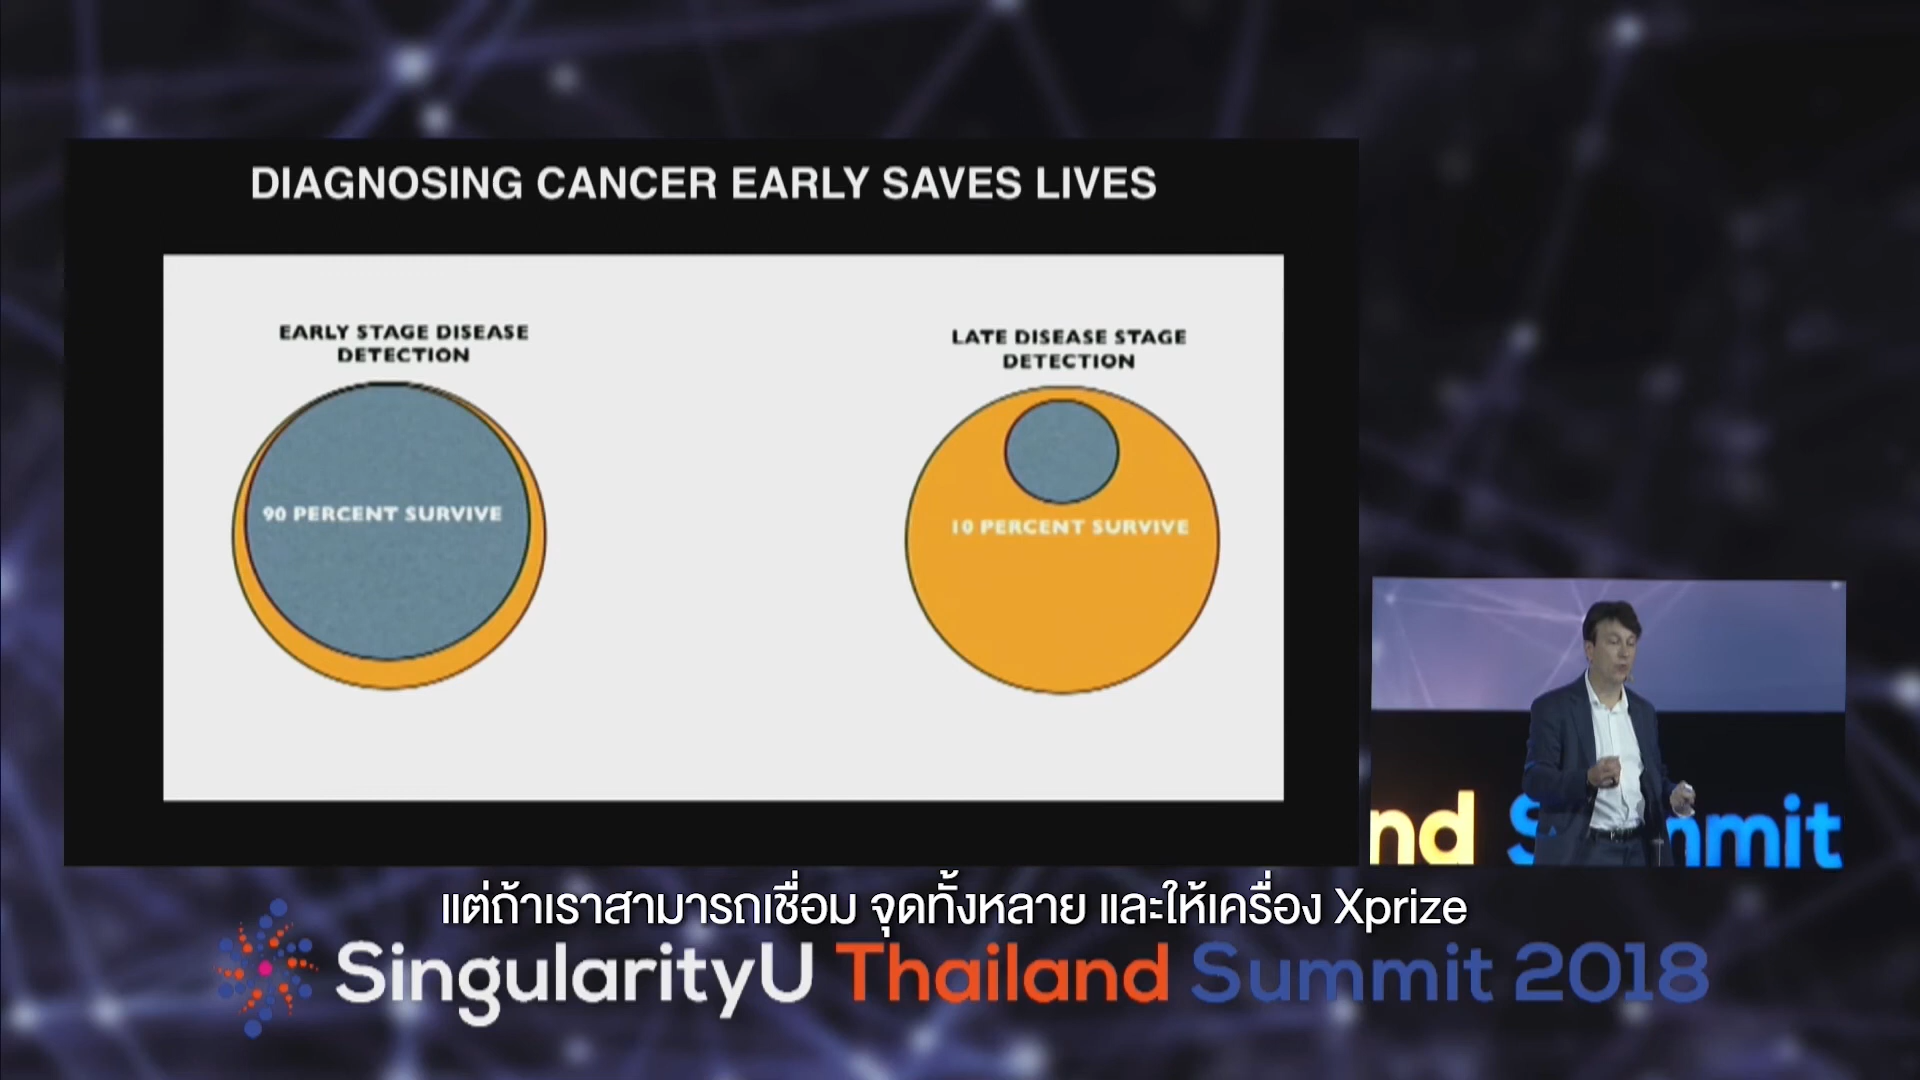 DIAGNOSING CANCER EARLY SAVES LIVES
EARLY STAGE DISEASE
DETECTION
90 PERCENT SURVIVE
LATE DISEASE STAGE
DETECTION
10 PERCENT SURVIVE
nd Summit
แต่ถ้าเราสามารถเชื่อม จุดทั้งหลาย และให้เครื่อง Xprize
SingularityU Thailand Summit 2018